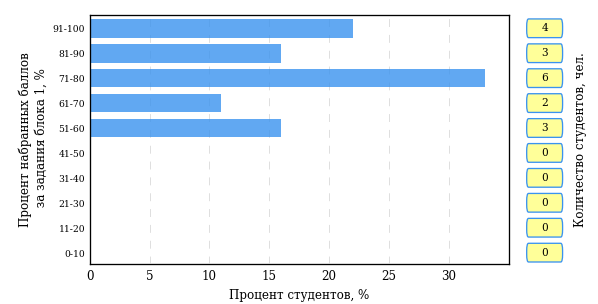 91-100 4
81-90 3
71-80 6
61-70 2
51-60 3
41-50 0
31-40 0
21-30 0
11-20 0
0-10 0
0 5 10 15 20 25 30
Процент студентов, %
Процент набранных баллов
за задания блока 1, %
Количество студентов, чел.